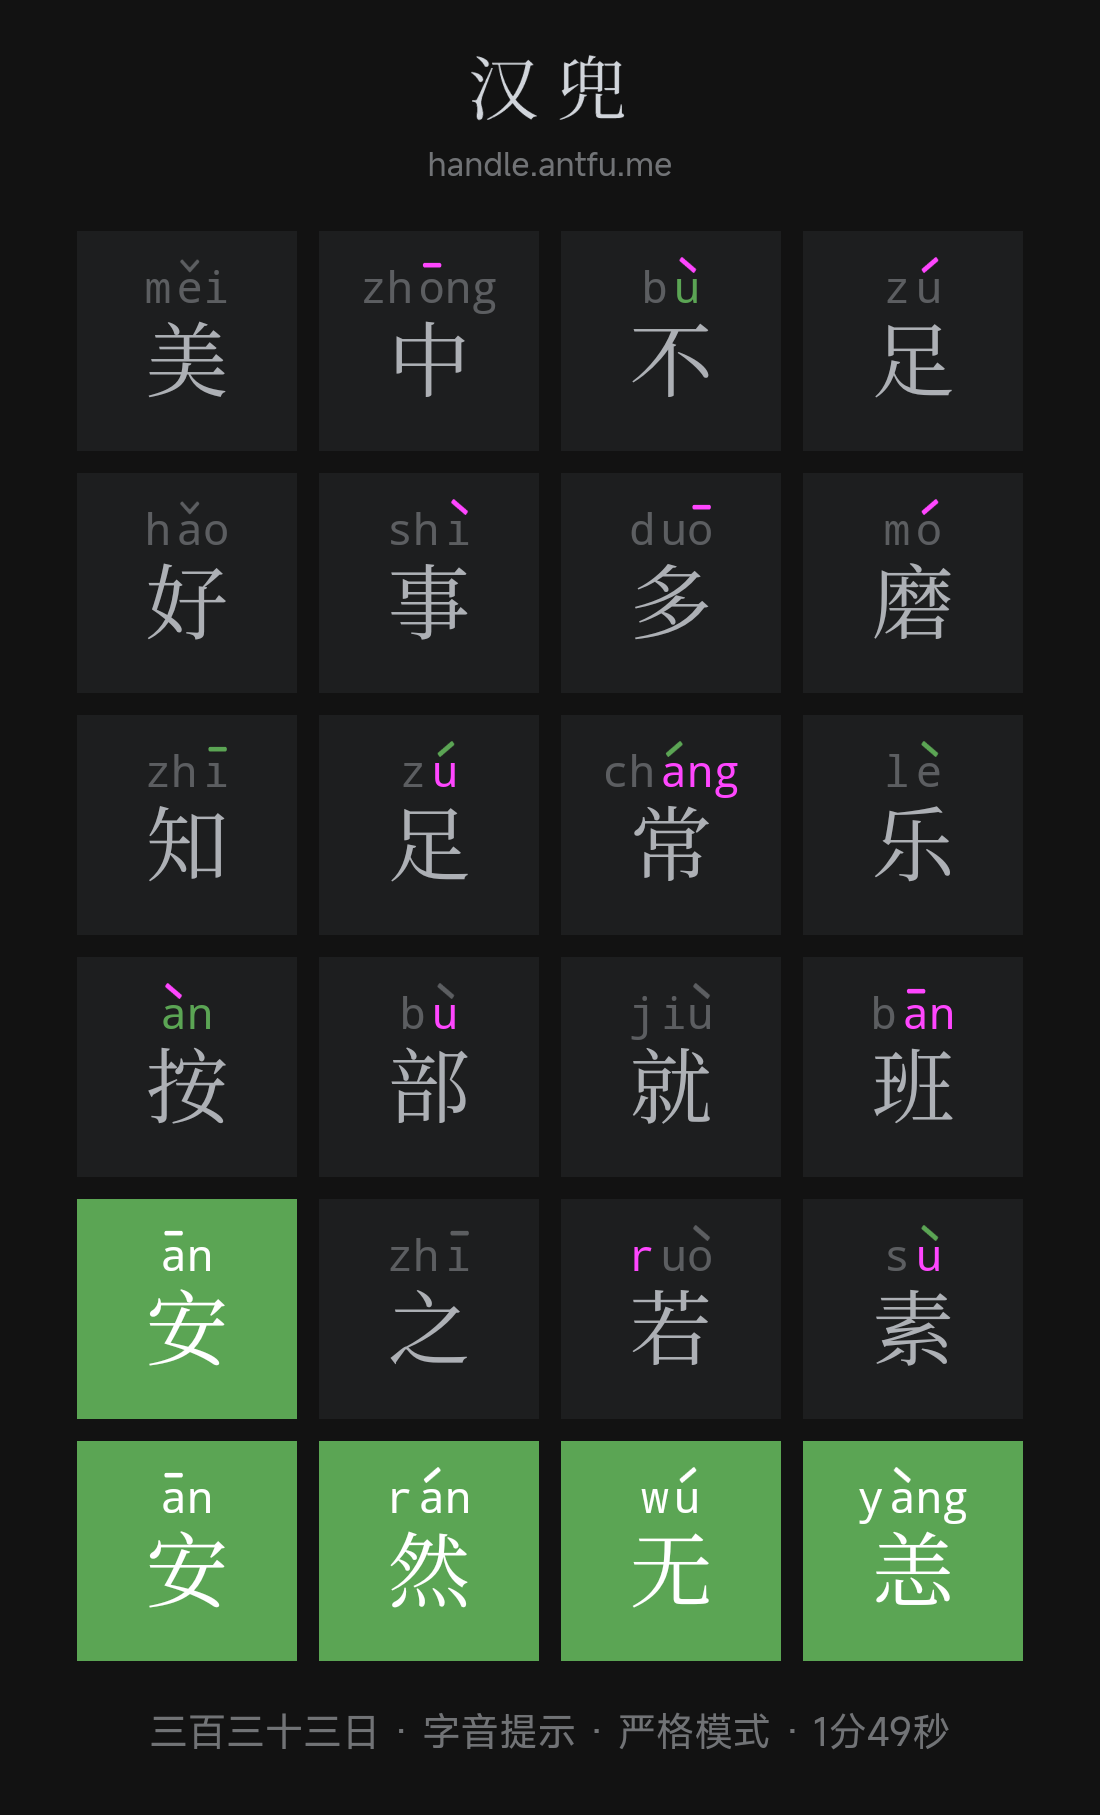 汉兜
handle.antfu.me
měi zhōng bù zú
美 中 不 足
hǎo shì duō mó
好 事 多 磨
zhī zú cháng lè
知 足 常 乐
àn bù jiù bān
按 部 就 班
ān zhī ruò sù
安 之 若 素
ān rán wú yàng
安 然 无 恙
三百三十三日 · 字音提示 · 严格模式 · 1分49秒